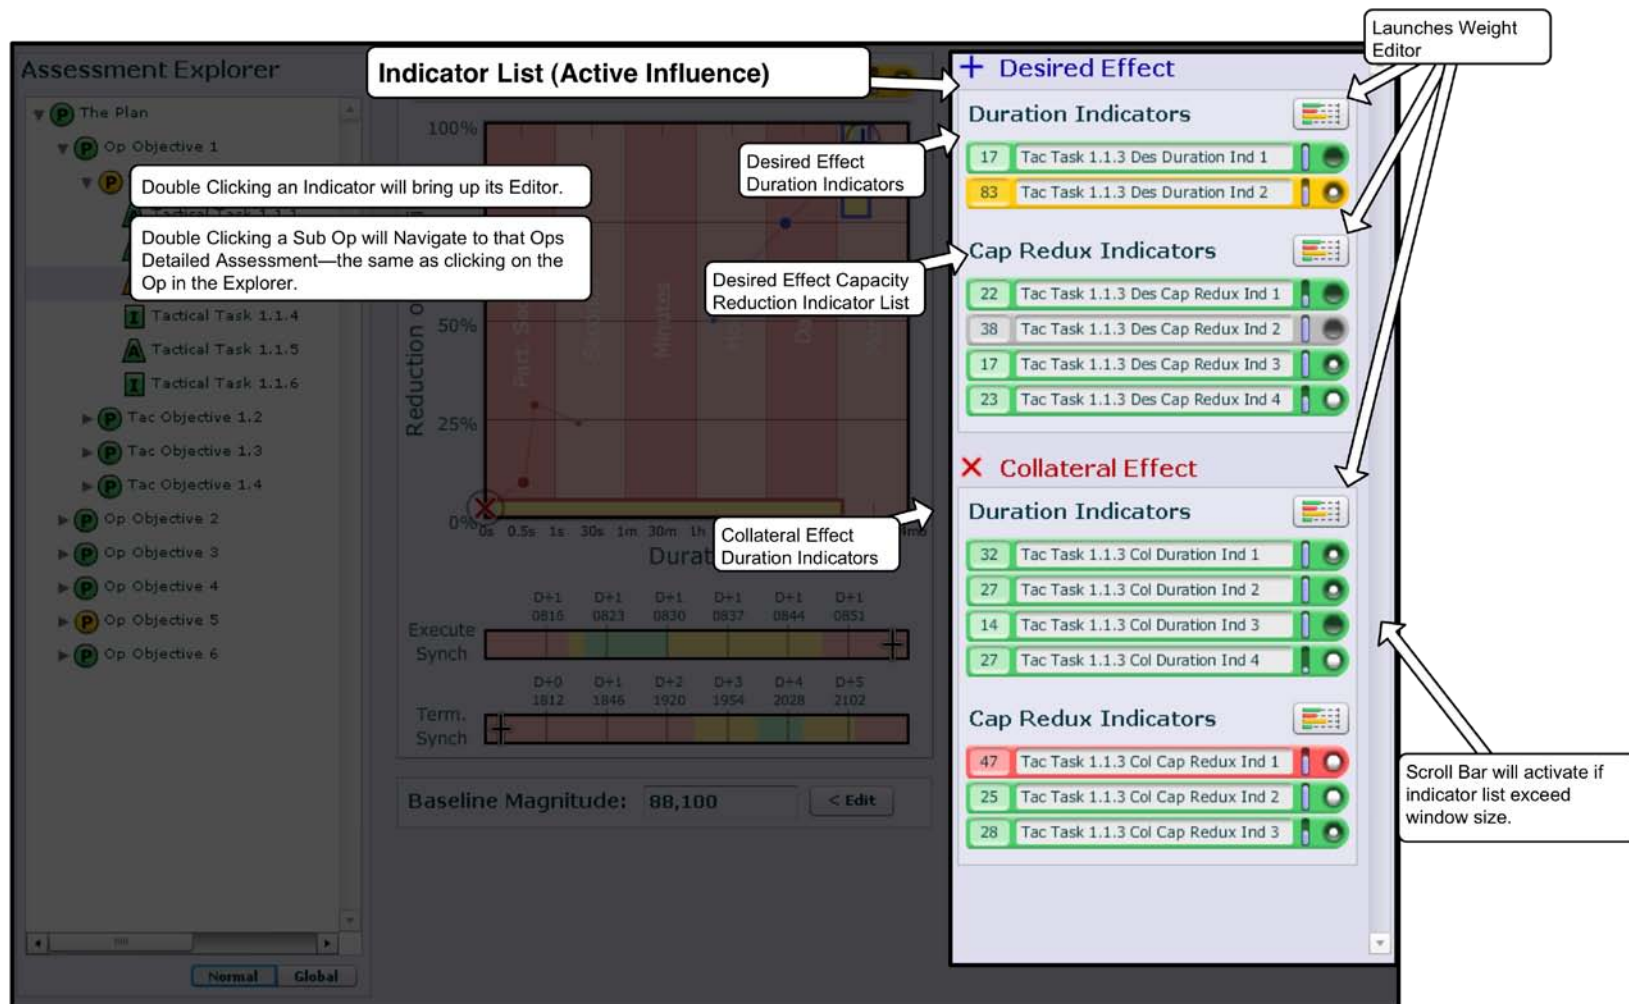 Launches Weight
Editor
Assessment Explorer
Indicator List (Active Influence)
+ Desired Effect
The Plan
Op Objective 1
Double Clicking an Indicator will bring up its Editor.
Tactical Task 1.1.1
Double Clicking a Sub Op will Navigate to that Ops
Detailed Assessment—the same as clicking on the
Op in the Explorer.
Tactical Task 1.1.4
Tactical Task 1.1.5
Tactical Task 1.1.6
Tac Objective 1.2
Tac Objective 1.3
Tac Objective 1.4
Op Objective 2
Op Objective 3
Op Objective 4
Op Objective 5
Op Objective 6
Normal Global
100%
50%
25%
0%
Reduction
Minutes
0s 0.5s 1s 30s 1m 30m 1h
Desired Effect
Duration Indicators
Desired Effect Capacity
Reduction Indicator List
Collateral Effect
Duration Indicators
D+1 D+1 D+1 D+1 D+1 D+1
0816 0823 0830 0837 0844 0851
Execute
Synch
D+0 D+1 D+2 D+3 D+4 D+5
1812 1846 1920 1954 2028 2102
Term.
Synch
Baseline Magnitude: 88,100 < Edit
Duration Indicators
17 Tac Task 1.1.3 Des Duration Ind 1
83 Tac Task 1.1.3 Des Duration Ind 2
Cap Redux Indicators
22 Tac Task 1.1.3 Des Cap Redux Ind 1
38 Tac Task 1.1.3 Des Cap Redux Ind 2
17 Tac Task 1.1.3 Des Cap Redux Ind 3
23 Tac Task 1.1.3 Des Cap Redux Ind 4
Collateral Effect
Duration Indicators
32 Tac Task 1.1.3 Col Duration Ind 1
27 Tac Task 1.1.3 Col Duration Ind 2
14 Tac Task 1.1.3 Col Duration Ind 3
27 Tac Task 1.1.3 Col Duration Ind 4
Cap Redux Indicators
47 Tac Task 1.1.3 Col Cap Redux Ind 1
25 Tac Task 1.1.3 Col Cap Redux Ind 2
28 Tac Task 1.1.3 Col Cap Redux Ind 3
Scroll Bar will activate if
indicator list exceed
window size.